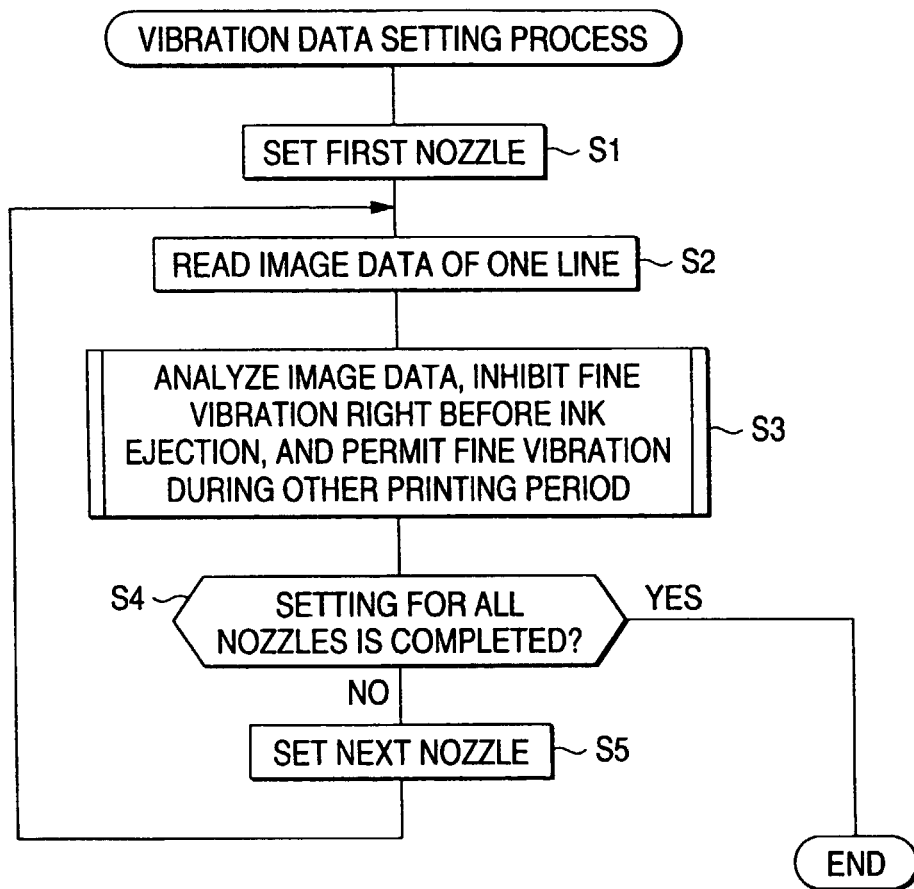 VIBRATION DATA SETTING PROCESS
SET FIRST NOZZLE
S1
READ IMAGE DATA OF ONE LINE
S2
ANALYZE IMAGE DATA, INHIBIT FINE
VIBRATION RIGHT BEFORE INK
EJECTION, AND PERMIT FINE VIBRATION
DURING OTHER PRINTING PERIOD
S3
S4
SETTING FOR ALL
NOZZLES IS COMPLETED?
YES
NO
SET NEXT NOZZLE
S5
END